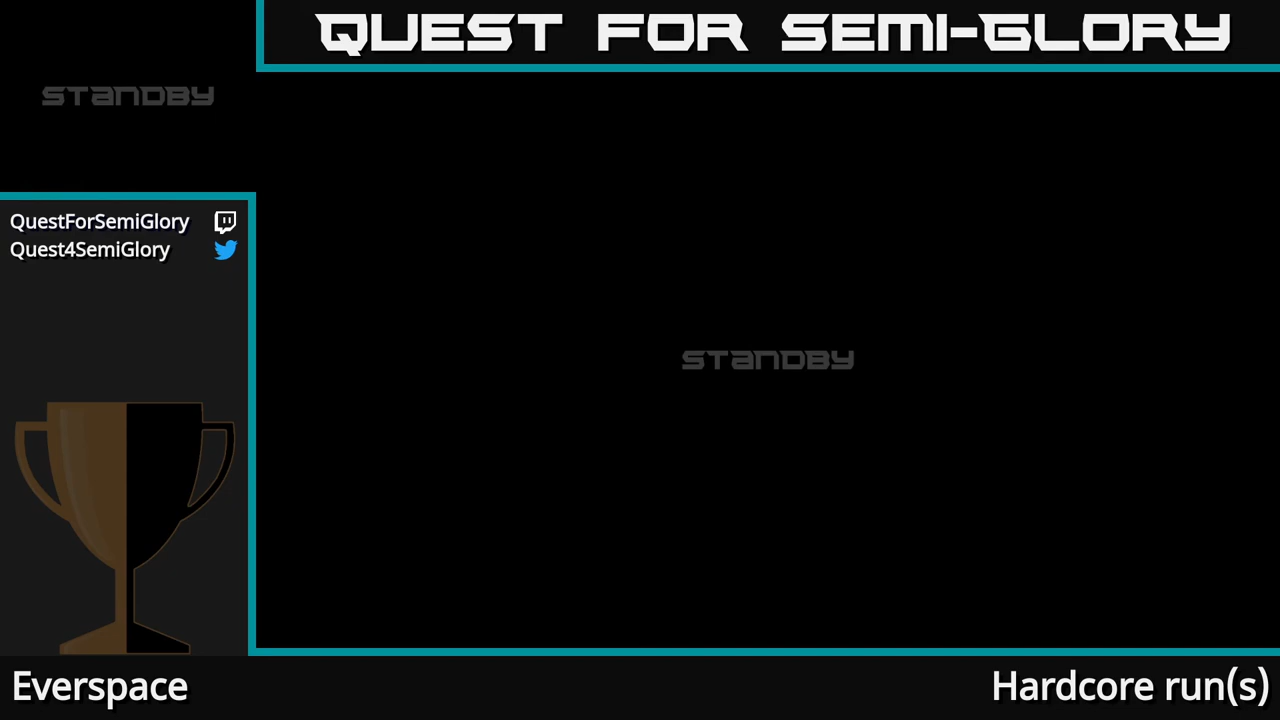 QUEST FOR SEMI-GLORY
STANDBY
QuestForSemiGlory
Quest4SemiGlory
STANDBY
Everspace
Hardcore run(s)